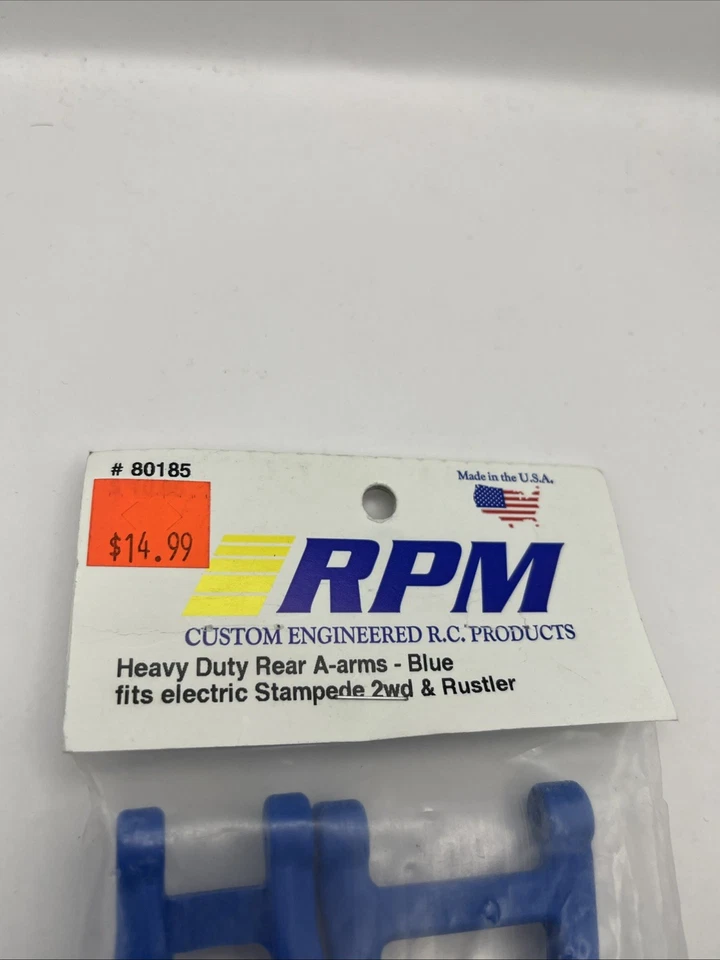 # 80185
Made in the U.S.A.
$14.99
RPM
CUSTOM ENGINEERED R.C. PRODUCTS
Heavy Duty Rear A-arms - Blue
fits electric Stampede 2wd & Rustler